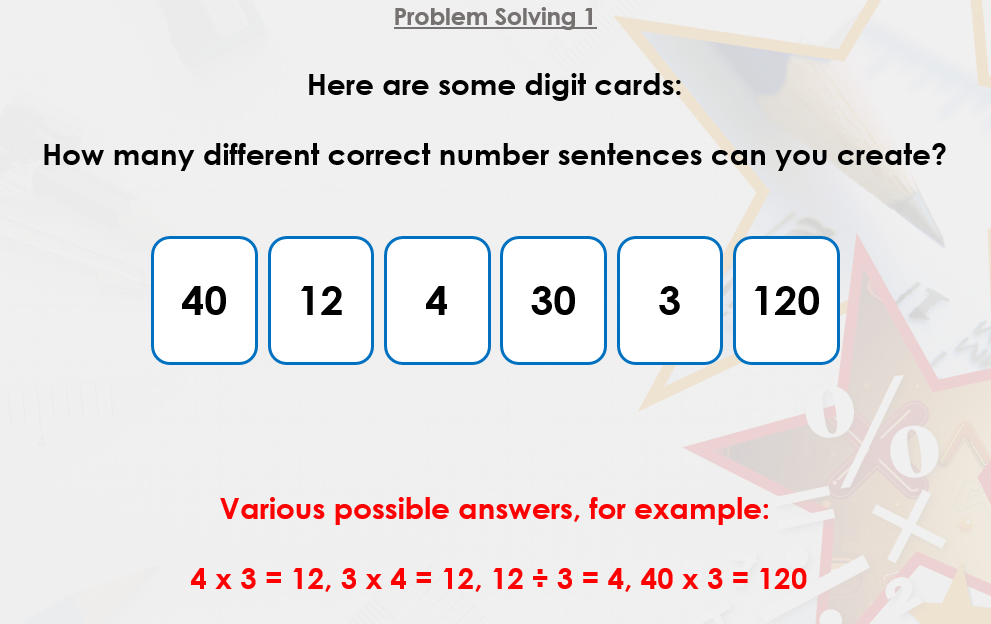 Problem Solving 1
Here are some digit cards:
How many different correct number sentences can you create?
40 12 4 30 3 120
Various possible answers, for example:
4 x 3 = 12, 3 x 4 = 12, 12 ÷ 3 = 4, 40 x 3 = 120